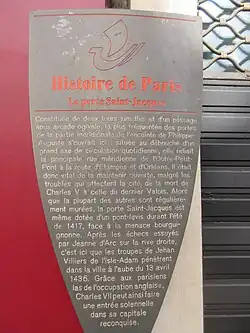 Histoire de Paris
La porte Saint-Jacques
Constituée de deux tours jumelles et d'un passage
sous arcade ogivale, la plus fréquentée des portes
de la partie méridionale de l'enceinte de Philippe
Auguste s'ouvrait ici : située au débouché d'un
grand axe de circulation quotidienne, elle reliait
la principale rue méridienne de l'Outre-Petit-
Pont à la route d'Etampes et d'Orléans. Il était
donc vital de la maintenir ouverte, malgré les
troubles qui affectent la cité, de la mort de
Charles V à celle du dernier Valois. Alors
que la plupart des autres sont régulière-
ment murées, la porte Saint-Jacques est
même dotée d'un pont-levis durant l'été
de 1417, face à la menace bourgui-
gnonne. Après les échecs essuyés
par Jeanne d'Arc sur la rive droite,
c'est ici que les troupes de Jehan
Villiers de l'Isle-Adam pénètrent
dans la ville à l'aube du 13 avril
1436. Grâce aux parisiens
las de l'occupation anglaise,
Charles VII peut ainsi faire
une entrée solennelle
dans sa capitale
reconquise.